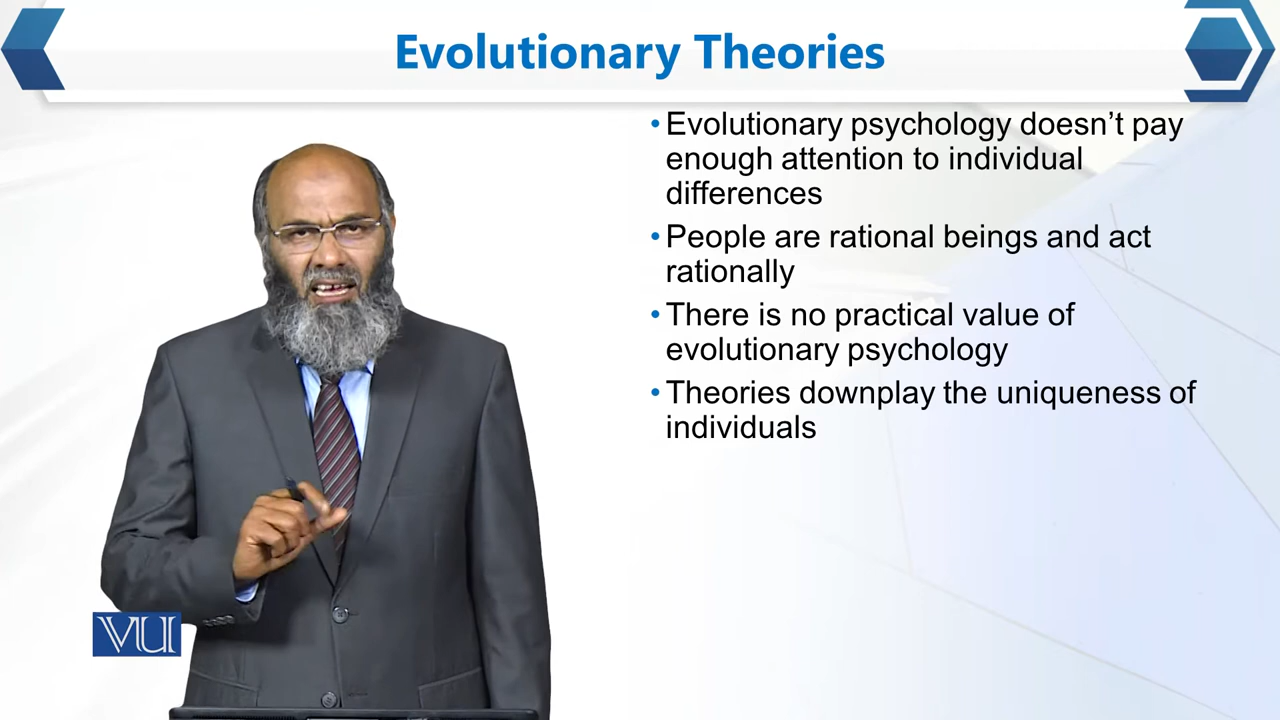 Evolutionary Theories
• Evolutionary psychology doesn’t pay
enough attention to individual
differences
• People are rational beings and act
rationally
• There is no practical value of
evolutionary psychology
• Theories downplay the uniqueness of
individuals
VU